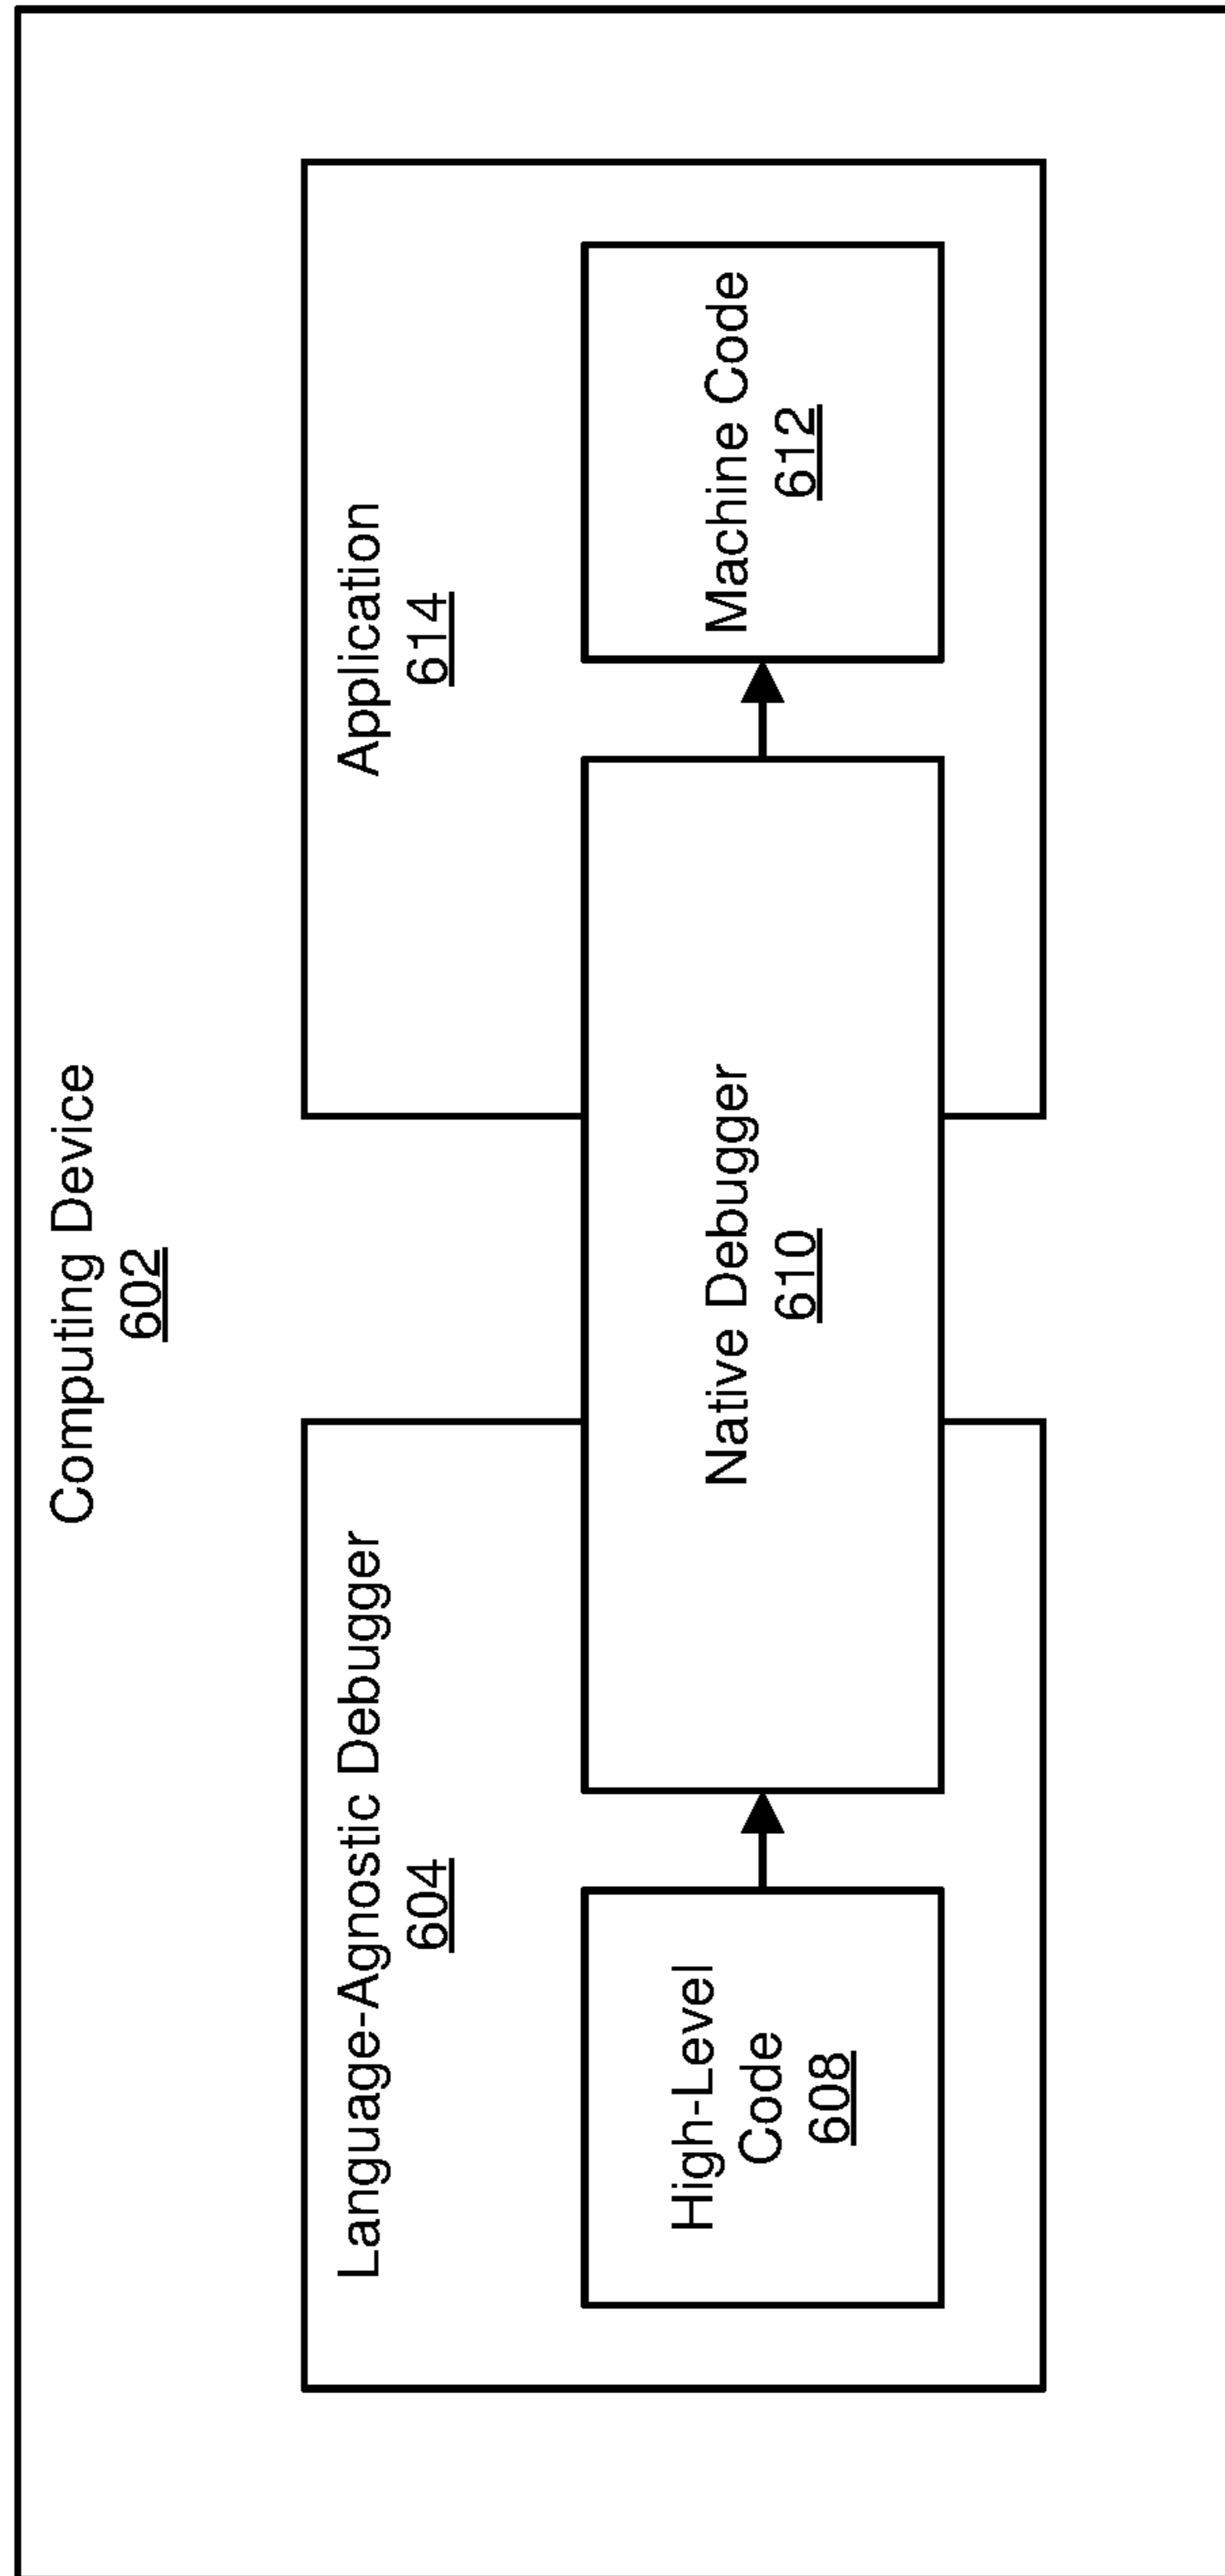 Computing Device
602
Language-Agnostic Debugger
604
Application
614
High-Level
Code
608
Native Debugger
610
Machine Code
612